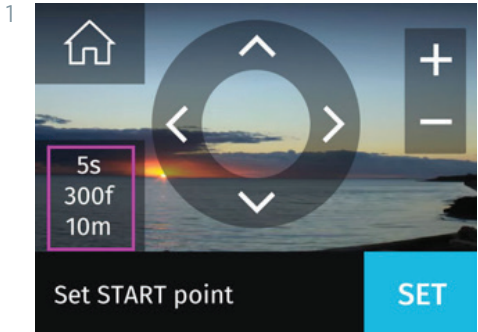 1
+
−
5s
300f
10m
Set START point
SET